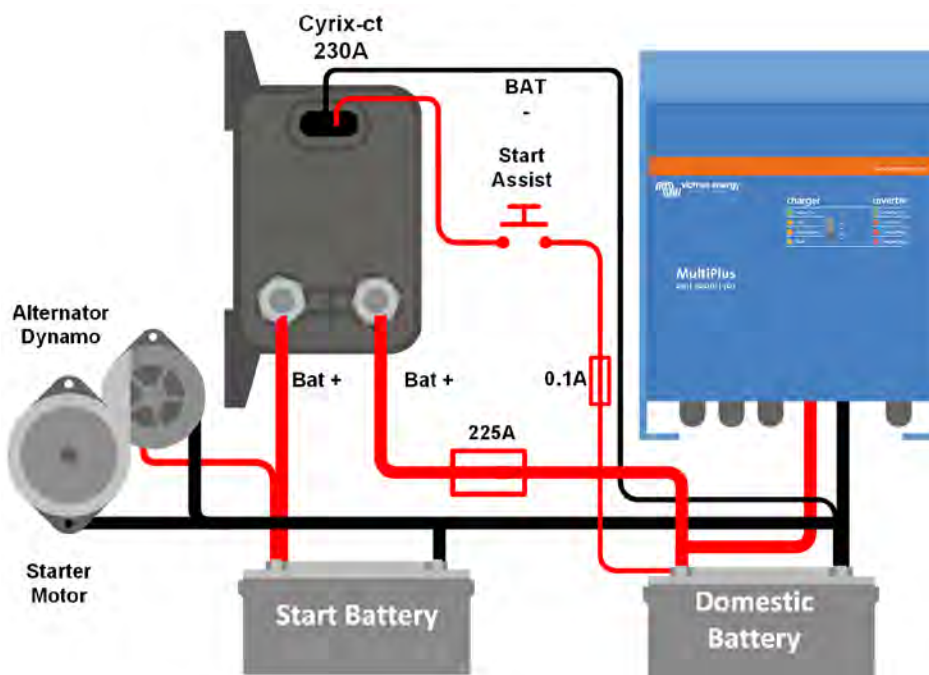 Cyrix-ct
230A
BAT
-
Start
Assist
victron energy
charger
inverter
MultiPlus
Alternator
Dynamo
Bat +
Bat +
0.1A
225A
Starter
Motor
Start Battery
Domestic
Battery